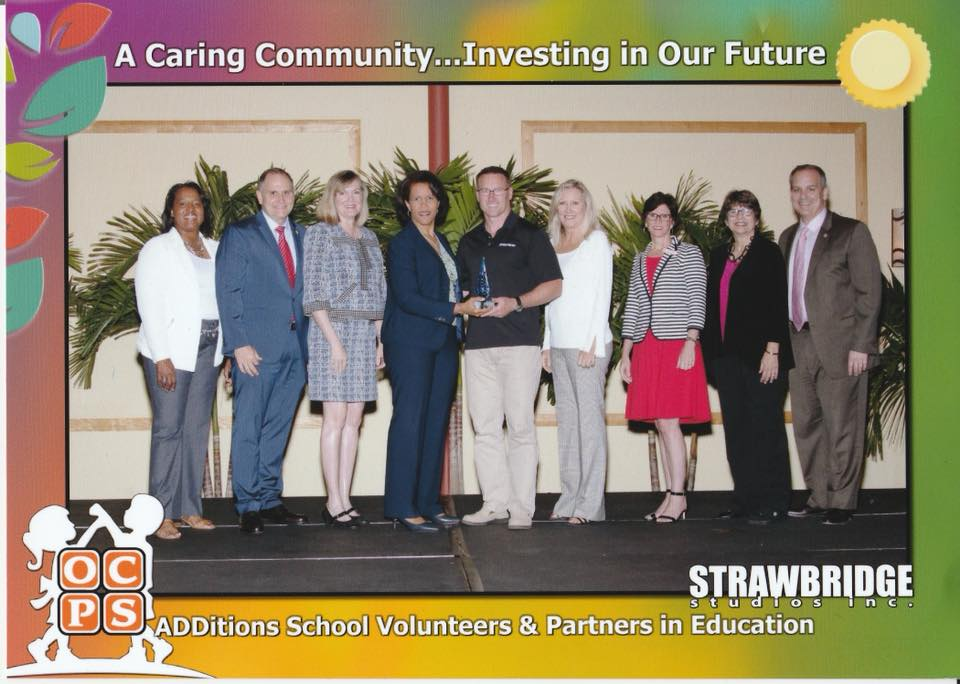 A Caring Community...Investing in Our Future
OC
PS
STRAWBRIDGE
studios inc.
ADDitions School Volunteers & Partners in Education